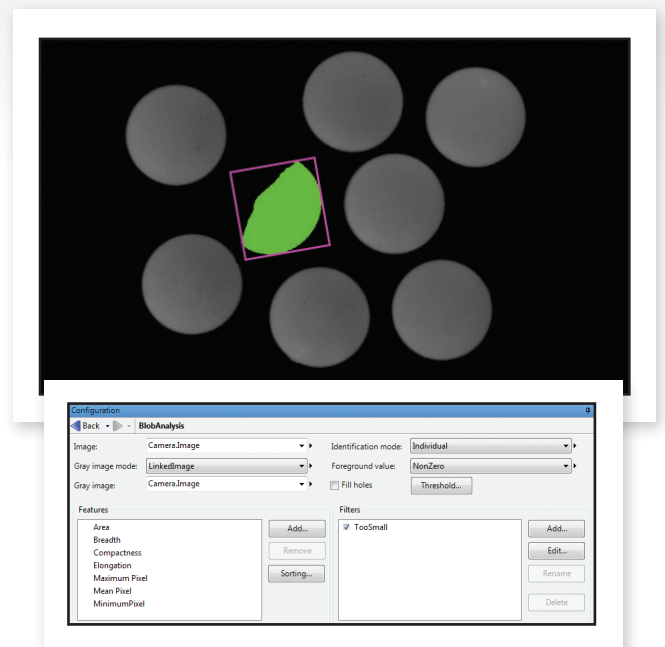 Configuration
Back BlobAnalysis
Image: Camera.Image Identification mode: Individual
Gray image mode: LinkedImage Foreground value: NonZero
Gray image: Camera.Image Fill holes Threshold...
Features Filters
Area Add... TooSmall Add...
Breadth
Compactness Remove Edit...
Elongation
Maximum Pixel Sorting... Rename
Mean Pixel
MinimumPixel Delete